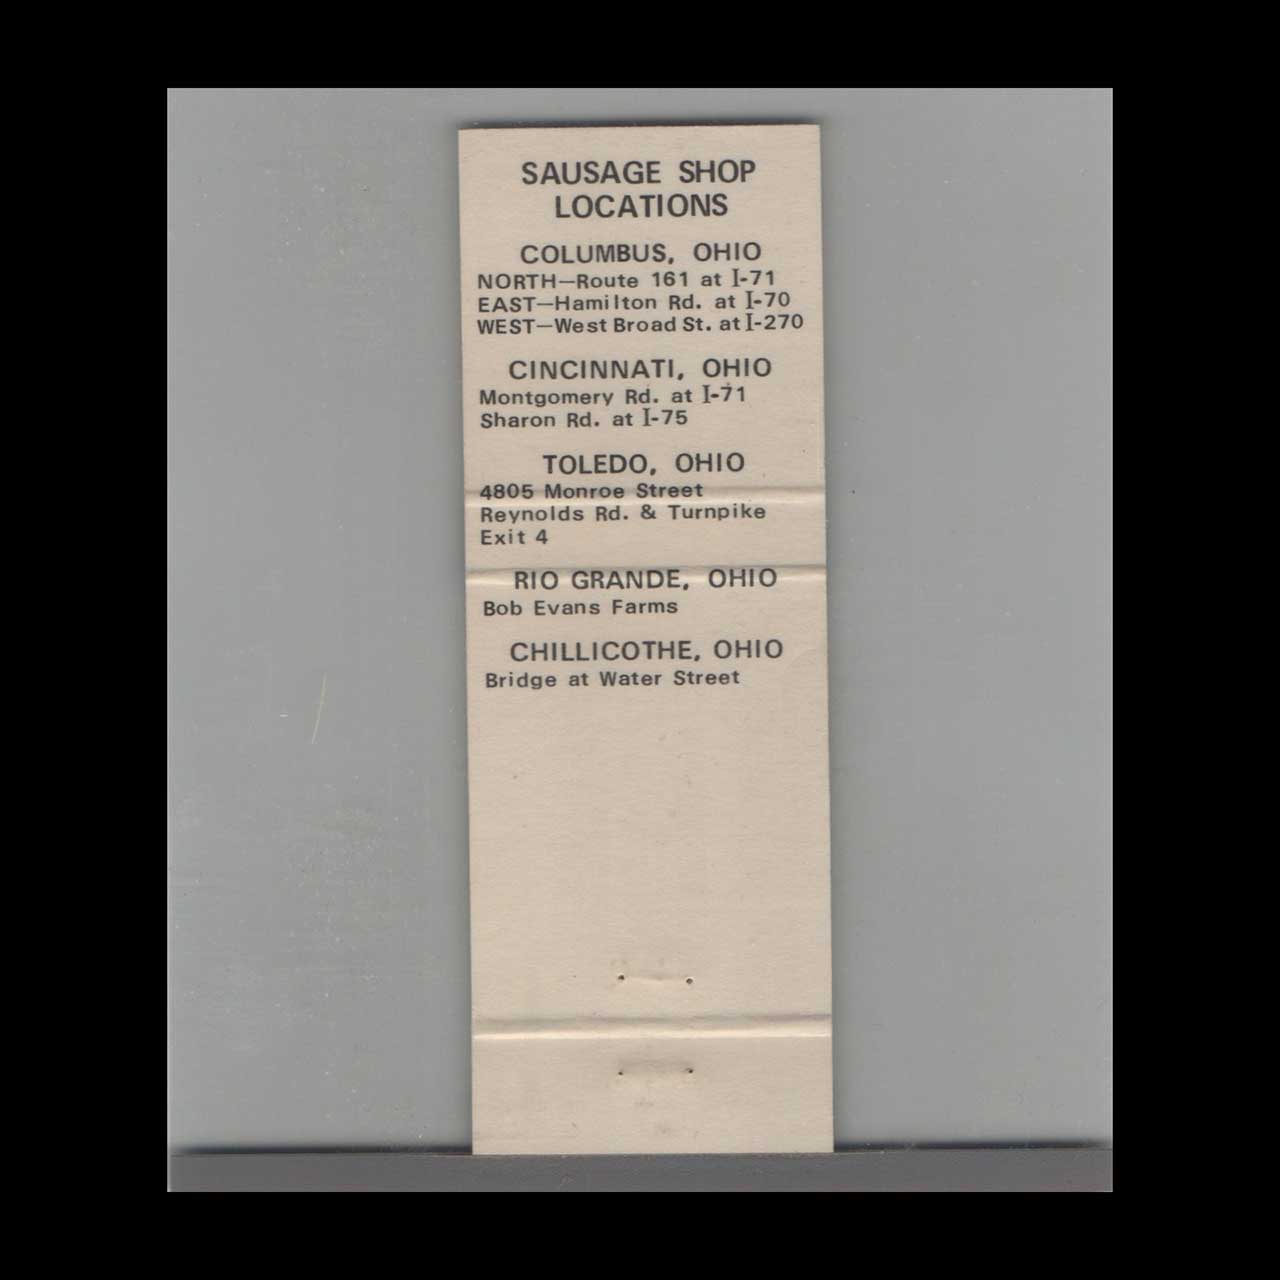 SAUSAGE SHOP
LOCATIONS
COLUMBUS, OHIO
NORTH—Route 161 at I-71
EAST—Hamilton Rd. at I-70
WEST—West Broad St. at I-270
CINCINNATI, OHIO
Montgomery Rd. at I-71
Sharon Rd. at I-75
TOLEDO, OHIO
4805 Monroe Street
Reynolds Rd. & Turnpike
Exit 4
RIO GRANDE, OHIO
Bob Evans Farms
CHILLICOTHE, OHIO
Bridge at Water Street